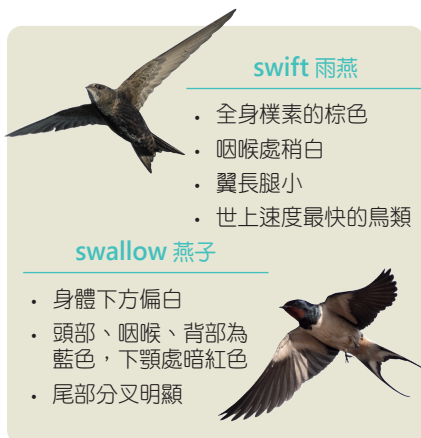 swift 雨燕
• 全身樸素的棕色
• 咽喉處稍白
• 翼長腿小
• 世上速度最快的鳥類
swallow 燕子
• 身體下方偏白
• 頭部、咽喉、背部為
藍色，下顎處暗紅色
• 尾部分叉明顯